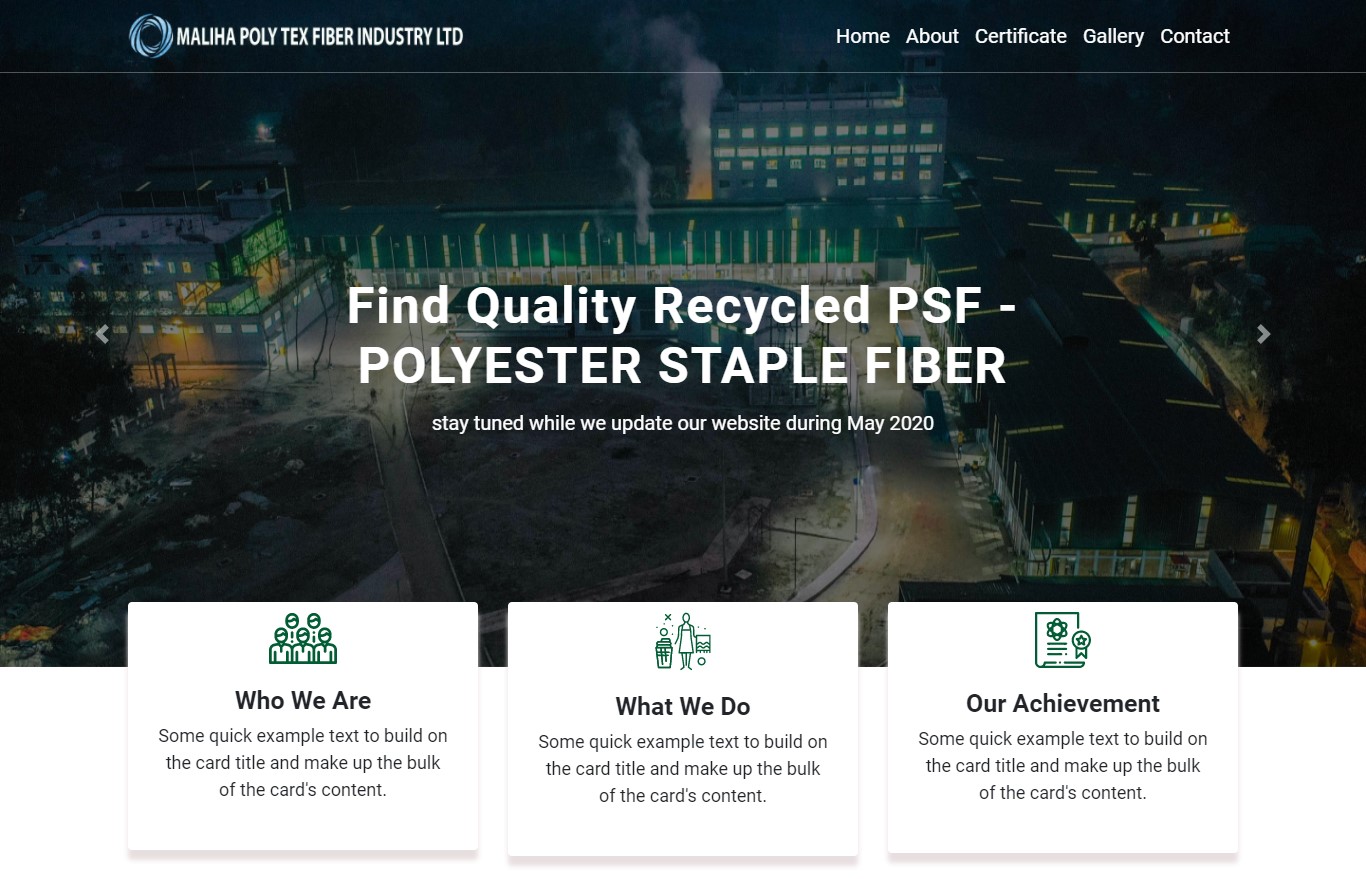 MALIHA POLY TEX FIBER INDUSTRY LTD
Home About Certificate Gallery Contact
Find Quality Recycled PSF -
POLYESTER STAPLE FIBER
stay tuned while we update our website during May 2020
Who We Are
Some quick example text to build on
the card title and make up the bulk
of the card's content.
What We Do
Some quick example text to build on
the card title and make up the bulk
of the card's content.
Our Achievement
Some quick example text to build on
the card title and make up the bulk
of the card's content.